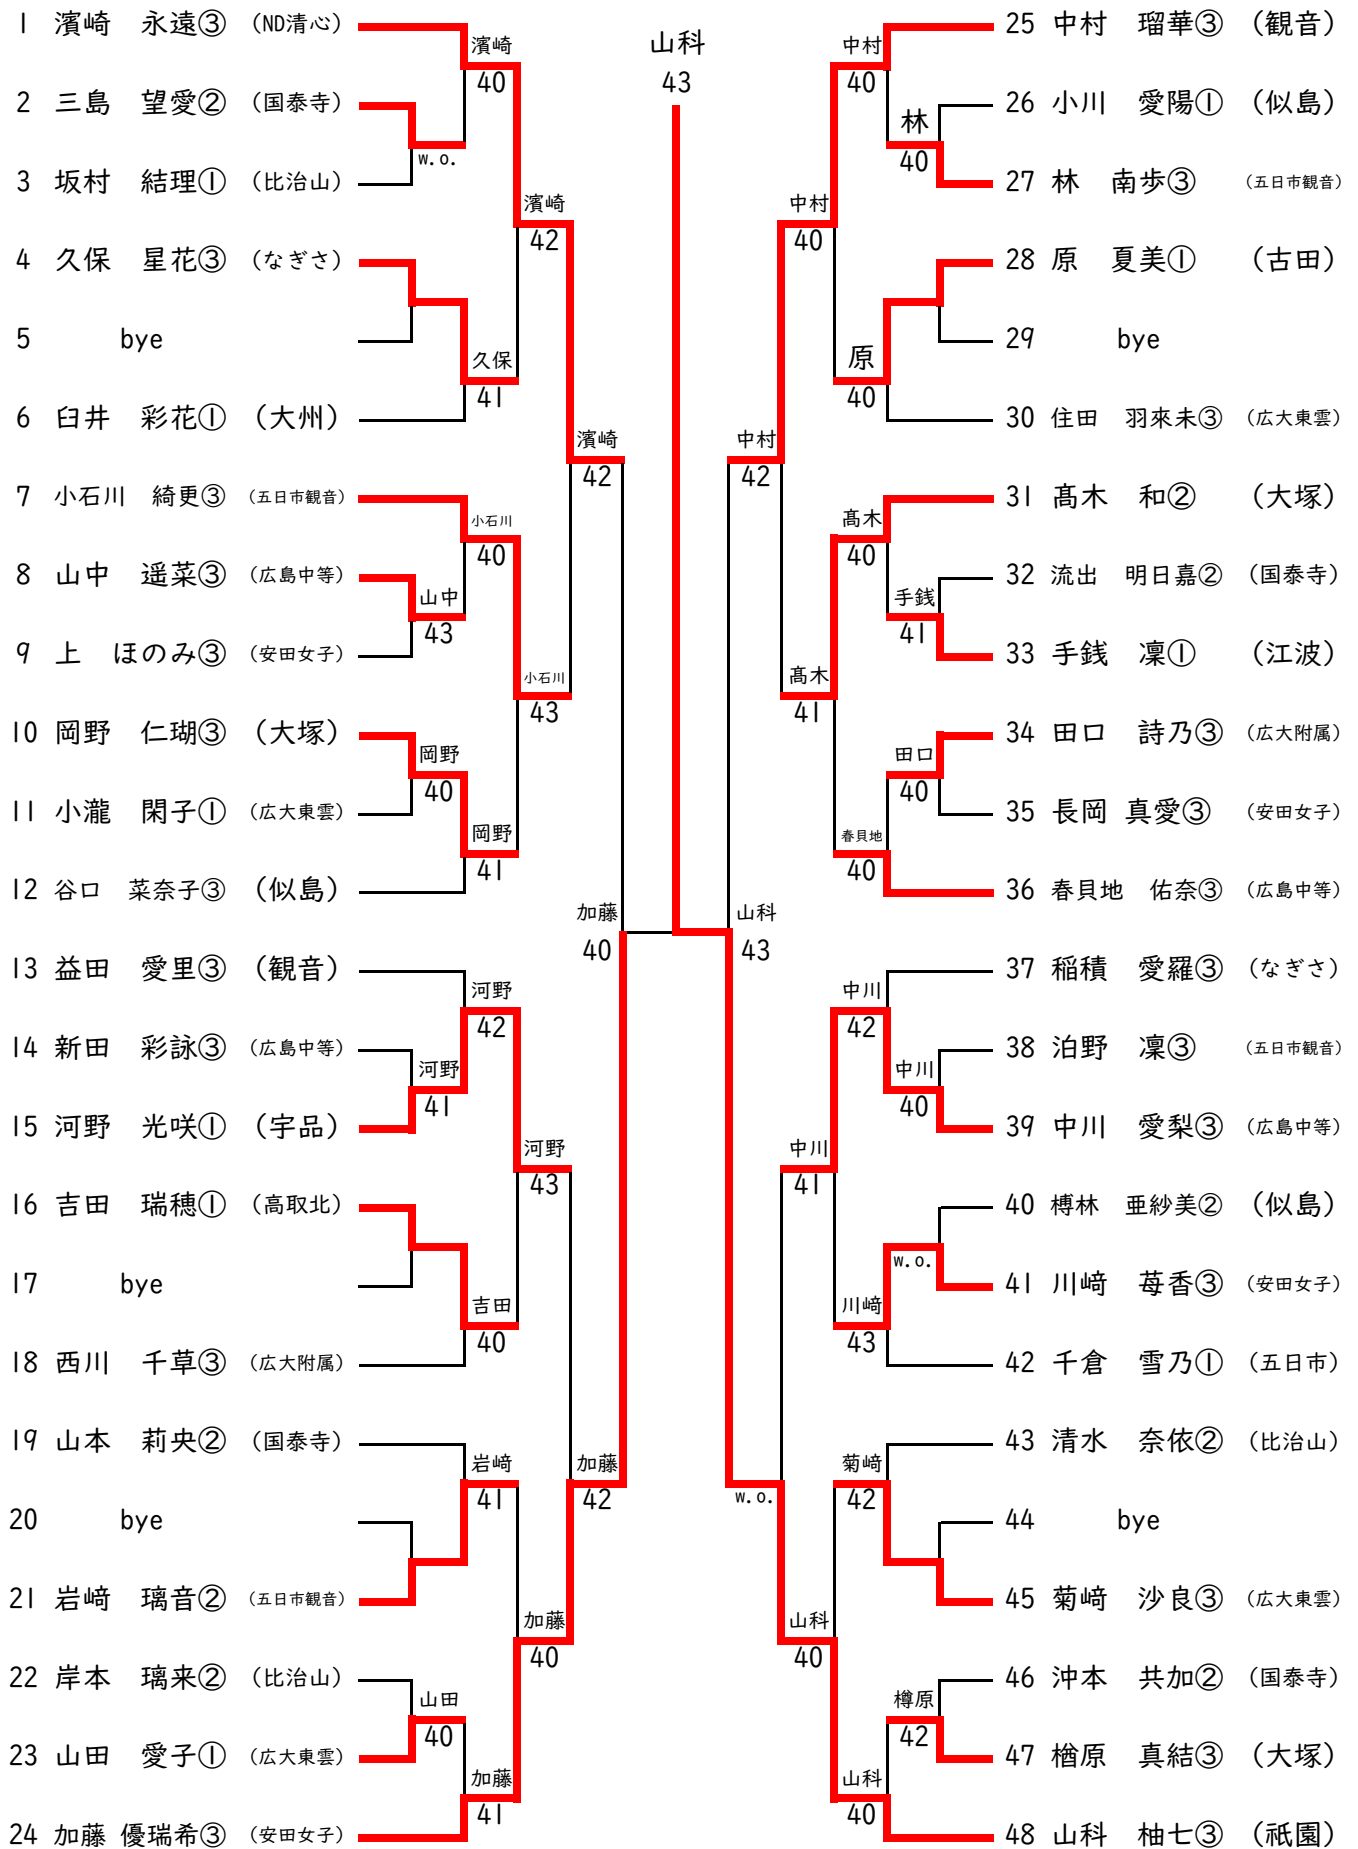 山科
43
1 濱崎 永遠③ (ND清心)
2 三島 望愛② (国泰寺)
3 坂村 結理① (比治山)
4 久保 星花③ (なぎさ)
5 bye
6 臼井 彩花① (大州)
7 小石川 綺更③ (五日市観音)
8 山中 遥菜③ (広島中等)
9 上 ほのみ③ (安田女子)
10 岡野 仁瑚③ (大塚)
11 小瀧 閑子① (広大東雲)
12 谷口 菜奈子③ (似島)
13 益田 愛里③ (観音)
14 新田 彩詠③ (広島中等)
15 河野 光咲① (宇品)
16 吉田 瑞穂① (高取北)
17 bye
18 西川 千草③ (広大附属)
19 山本 莉央② (国泰寺)
20 bye
21 岩﨑 璃音② (五日市観音)
22 岸本 璃来② (比治山)
23 山田 愛子① (広大東雲)
24 加藤 優瑞希③ (安田女子)
w.o.
山中
43
岡野
40
河野
41
山田
40
濱崎
40
久保
41
小石川
40
岡野
41
河野
42
吉田
40
岩﨑
41
加藤
41
濱崎
42
小石川
43
河野
43
加藤
40
濱崎
42
加藤
42
加藤
40
山科
43
中村
42
w.o.
中村
40
髙木
41
中川
41
山科
40
中村
40
原
40
髙木
40
春貝地
40
中川
42
川﨑
43
菊﨑
42
山科
40
林
40
手銭
41
田口
40
中川
40
w.o.
樽原
42
25 中村 瑠華③ (観音)
26 小川 愛陽① (似島)
27 林 南歩③ (五日市観音)
28 原 夏美① (古田)
29 bye
30 住田 羽來未③ (広大東雲)
31 髙木 和② (大塚)
32 流出 明日嘉② (国泰寺)
33 手銭 凜① (江波)
34 田口 詩乃③ (広大附属)
35 長岡 真愛③ (安田女子)
36 春貝地 佑奈③ (広島中等)
37 稲積 愛羅③ (なぎさ)
38 泊野 凜③ (五日市観音)
39 中川 愛梨③ (広島中等)
40 榑林 亜紗美② (似島)
41 川﨑 苺香③ (安田女子)
42 千倉 雪乃① (五日市)
43 清水 奈依② (比治山)
44 bye
45 菊﨑 沙良③ (広大東雲)
46 沖本 共加② (国泰寺)
47 楢原 真結③ (大塚)
48 山科 柚七③ (祇園)